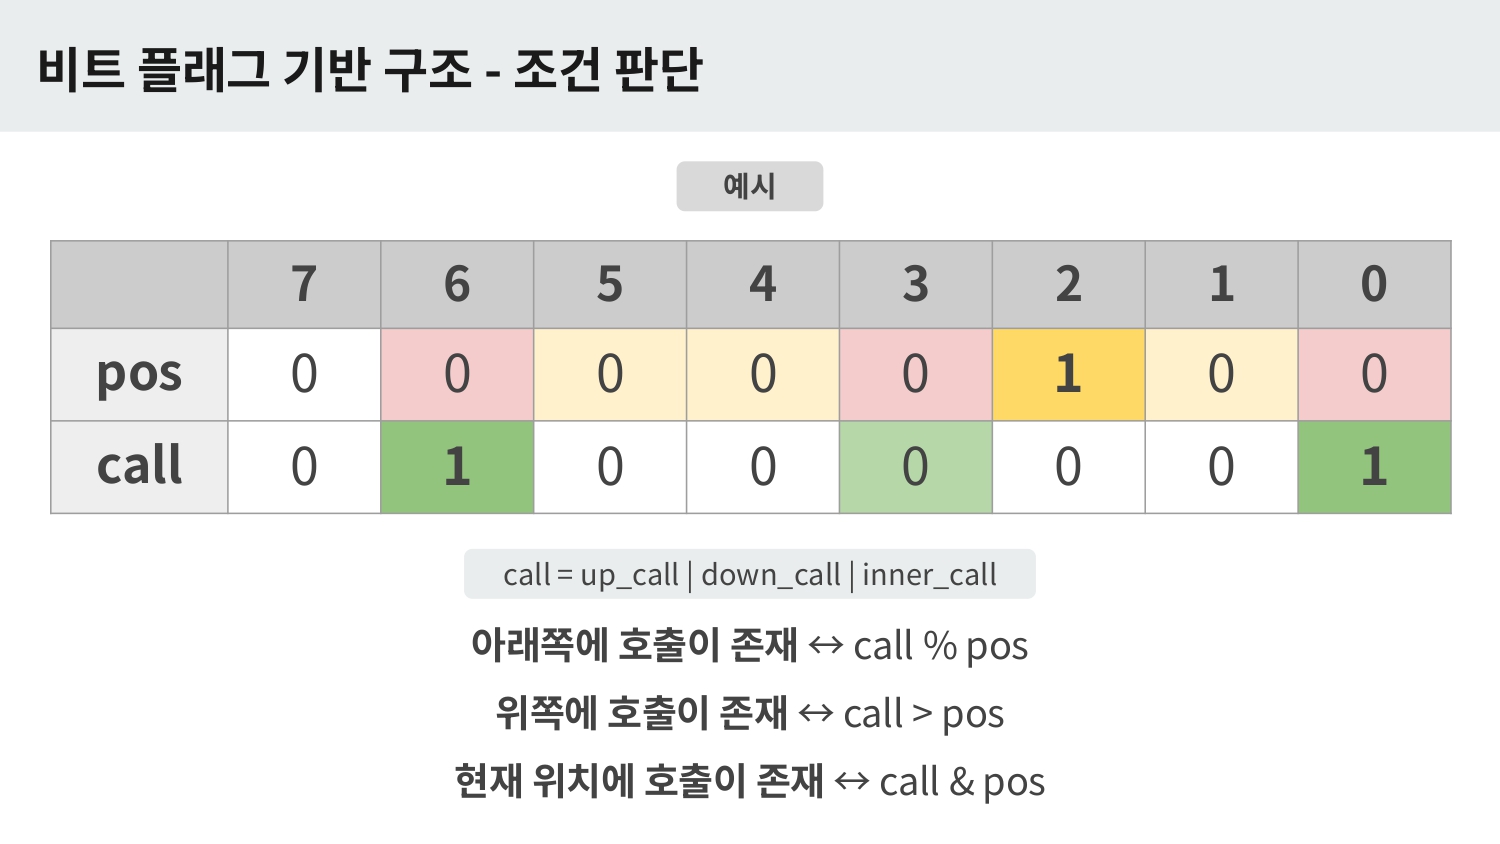 비트 플래그 기반 구조 - 조건 판단
예시
7 6 5 4 3 2 1 0
pos 0 0 0 0 0 1 0 0
call 0 1 0 0 0 0 0 1
call = up_call | down_call | inner_call
아래쪽에 호출이 존재 ↔ call % pos
위쪽에 호출이 존재 ↔ call > pos
현재 위치에 호출이 존재 ↔ call & pos